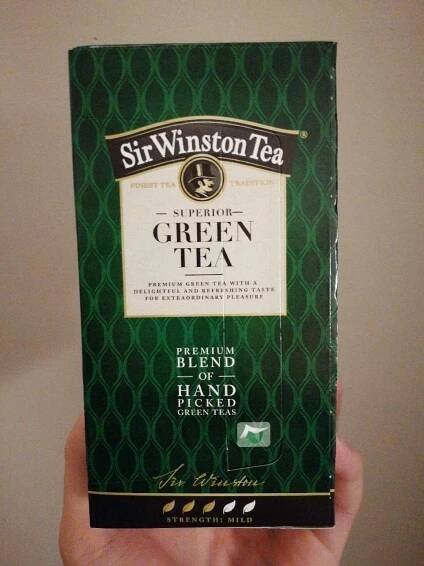 Sir Winston Tea®
FINEST TEA TRADITION
— SUPERIOR —
GREEN
TEA
PREMIUM GREEN TEA WITH A
DELIGHTFUL AND REFRESHING TASTE
FOR EXTRAORDINARY PLEASURE
PREMIUM
BLEND
— OF —
HAND
PICKED
GREEN TEAS
Sir Winston
STRENGTH: MILD